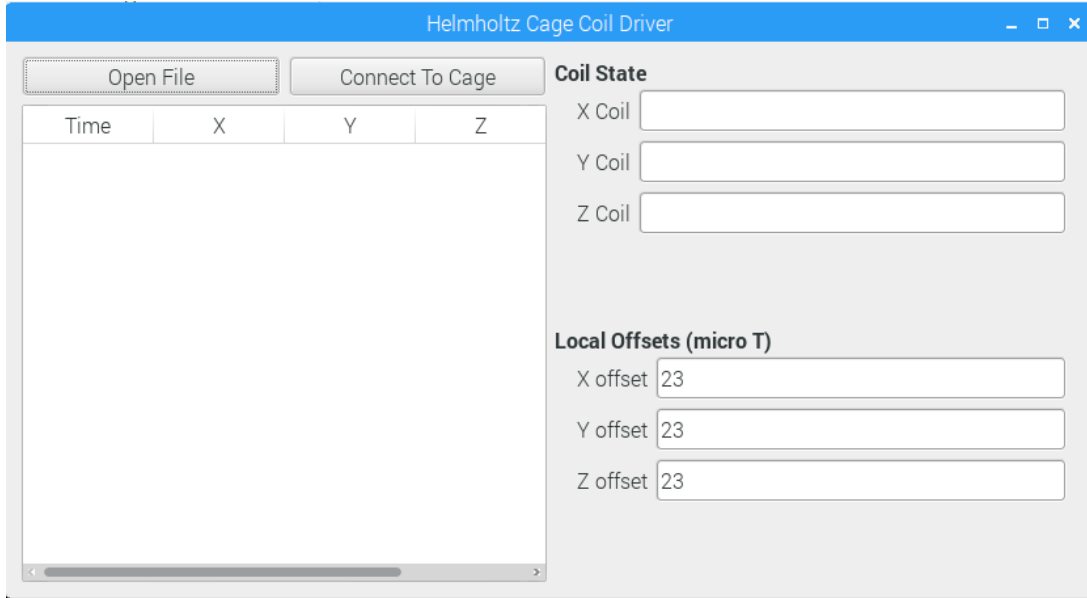 Helmholtz Cage Coil Driver
Open File
Connect To Cage
Time X Y Z
Coil State
X Coil
Y Coil
Z Coil
Local Offsets (micro T)
X offset 23
Y offset 23
Z offset 23